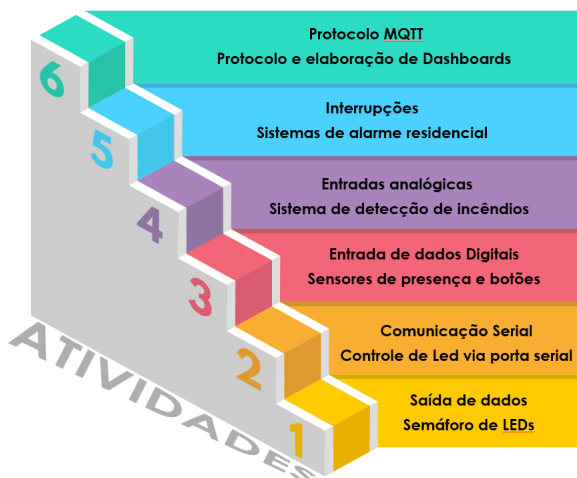 6
Protocolo MQTT
Protocolo e elaboração de Dashboards
5
Interrupções
Sistemas de alarme residencial
4
Entradas analógicas
Sistema de detecção de incêndios
3
Entrada de dados Digitais
Sensores de presença e botões
2
Comunicação Serial
Controle de Led via porta serial
1
Saída de dados
Semáforo de LEDs
ATIVIDADES